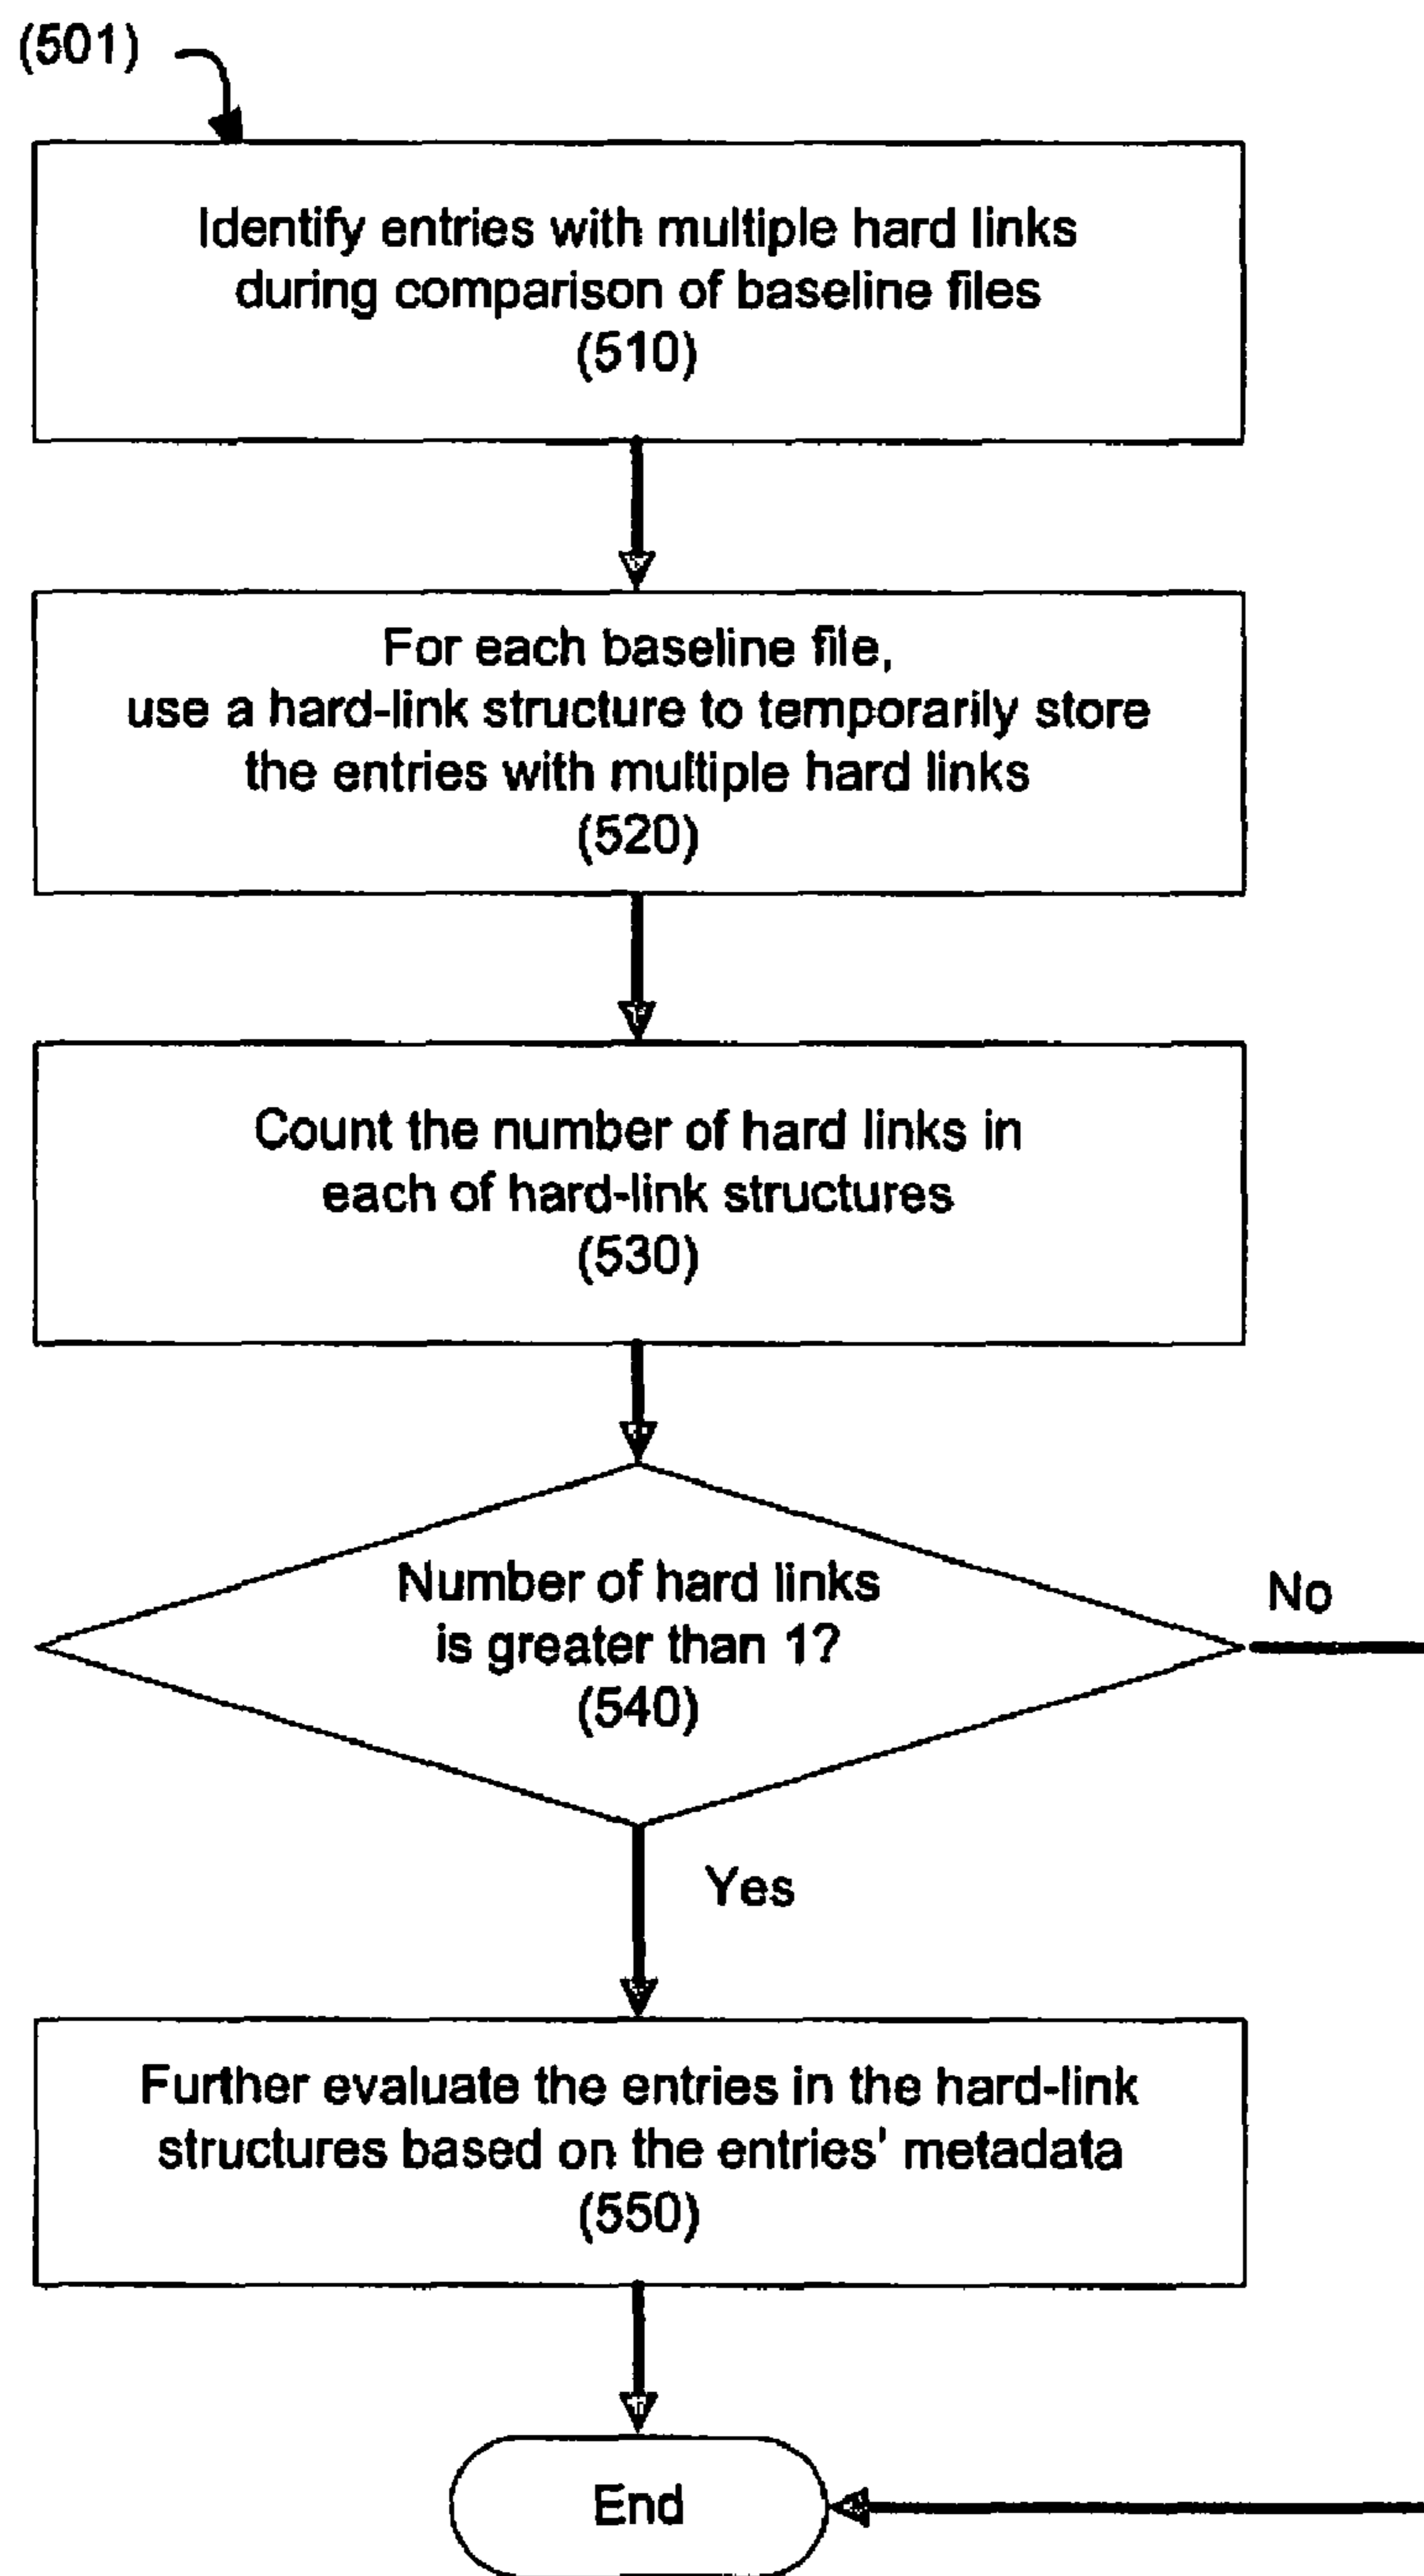 (501)
Identify entries with multiple hard links
during comparison of baseline files
(510)
For each baseline file,
use a hard-link structure to temporarily store
the entries with multiple hard links
(520)
Count the number of hard links in
each of hard-link structures
(530)
Number of hard links
is greater than 1?
(540)
No
Yes
Further evaluate the entries in the hard-link
structures based on the entries' metadata
(550)
End